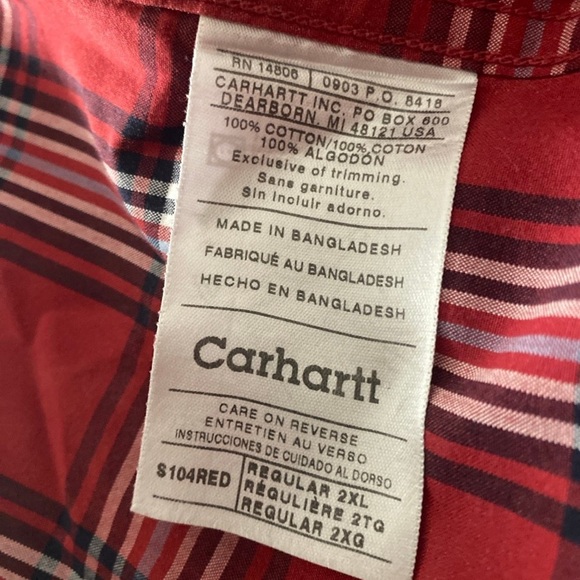 RN 14806 | 0903 P.O. 8418
CARHARTT INC. PO BOX 600
DEARBORN, Mi 48121 USA
100% COTTON/100% COTON
100% ALGODÓN
Exclusive of trimming.
Sans garniture.
Sin incluir adorno.
MADE IN BANGLADESH
FABRIQUÉ AU BANGLADESH
HECHO EN BANGLADESH
Carhartt
CARE ON REVERSE
ENTRETIEN AU VERSO
INSTRUCCIONES DE CUIDADO AL DORSO
S104RED
REGULAR 2XL
RÉGULIÈRE 2TG
REGULAR 2XG